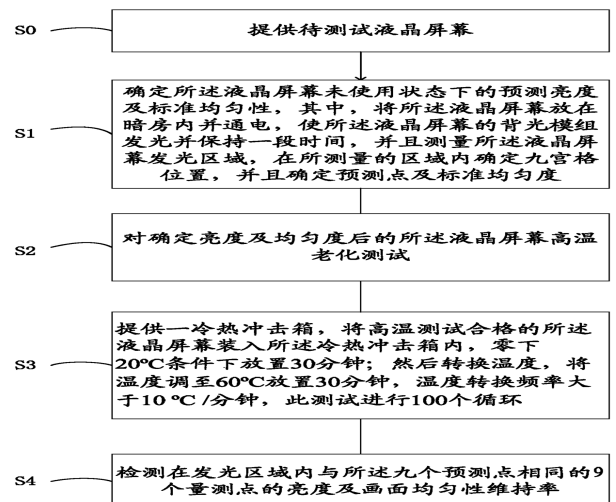 S0
提供待测试液晶屏幕
S1
确定所述液晶屏幕未使用状态下的预测亮度
及标准均匀性，其中，将所述液晶屏幕放在
暗房内并通电，使所述液晶屏幕的背光模组
发光并保持一段时间，并且测量所述液晶屏
幕发光区域，在所测量的区域内确定九宫格
位置，并且确定预测点及标准均匀度
S2
对确定亮度及均匀度后的所述液晶屏幕高温
老化测试
S3
提供一冷热冲击箱，将高温测试合格的所述
液晶屏幕装入所述冷热冲击箱内，零下
20℃条件下放置30分钟；然后转换温度，将
温度调至60℃放置30分钟，温度转换频率大
于10 ℃ /分钟，此测试进行100个循环
S4
检测在发光区域内与所述九个预测点相同的9
个量测点的亮度及画面均匀性维持率